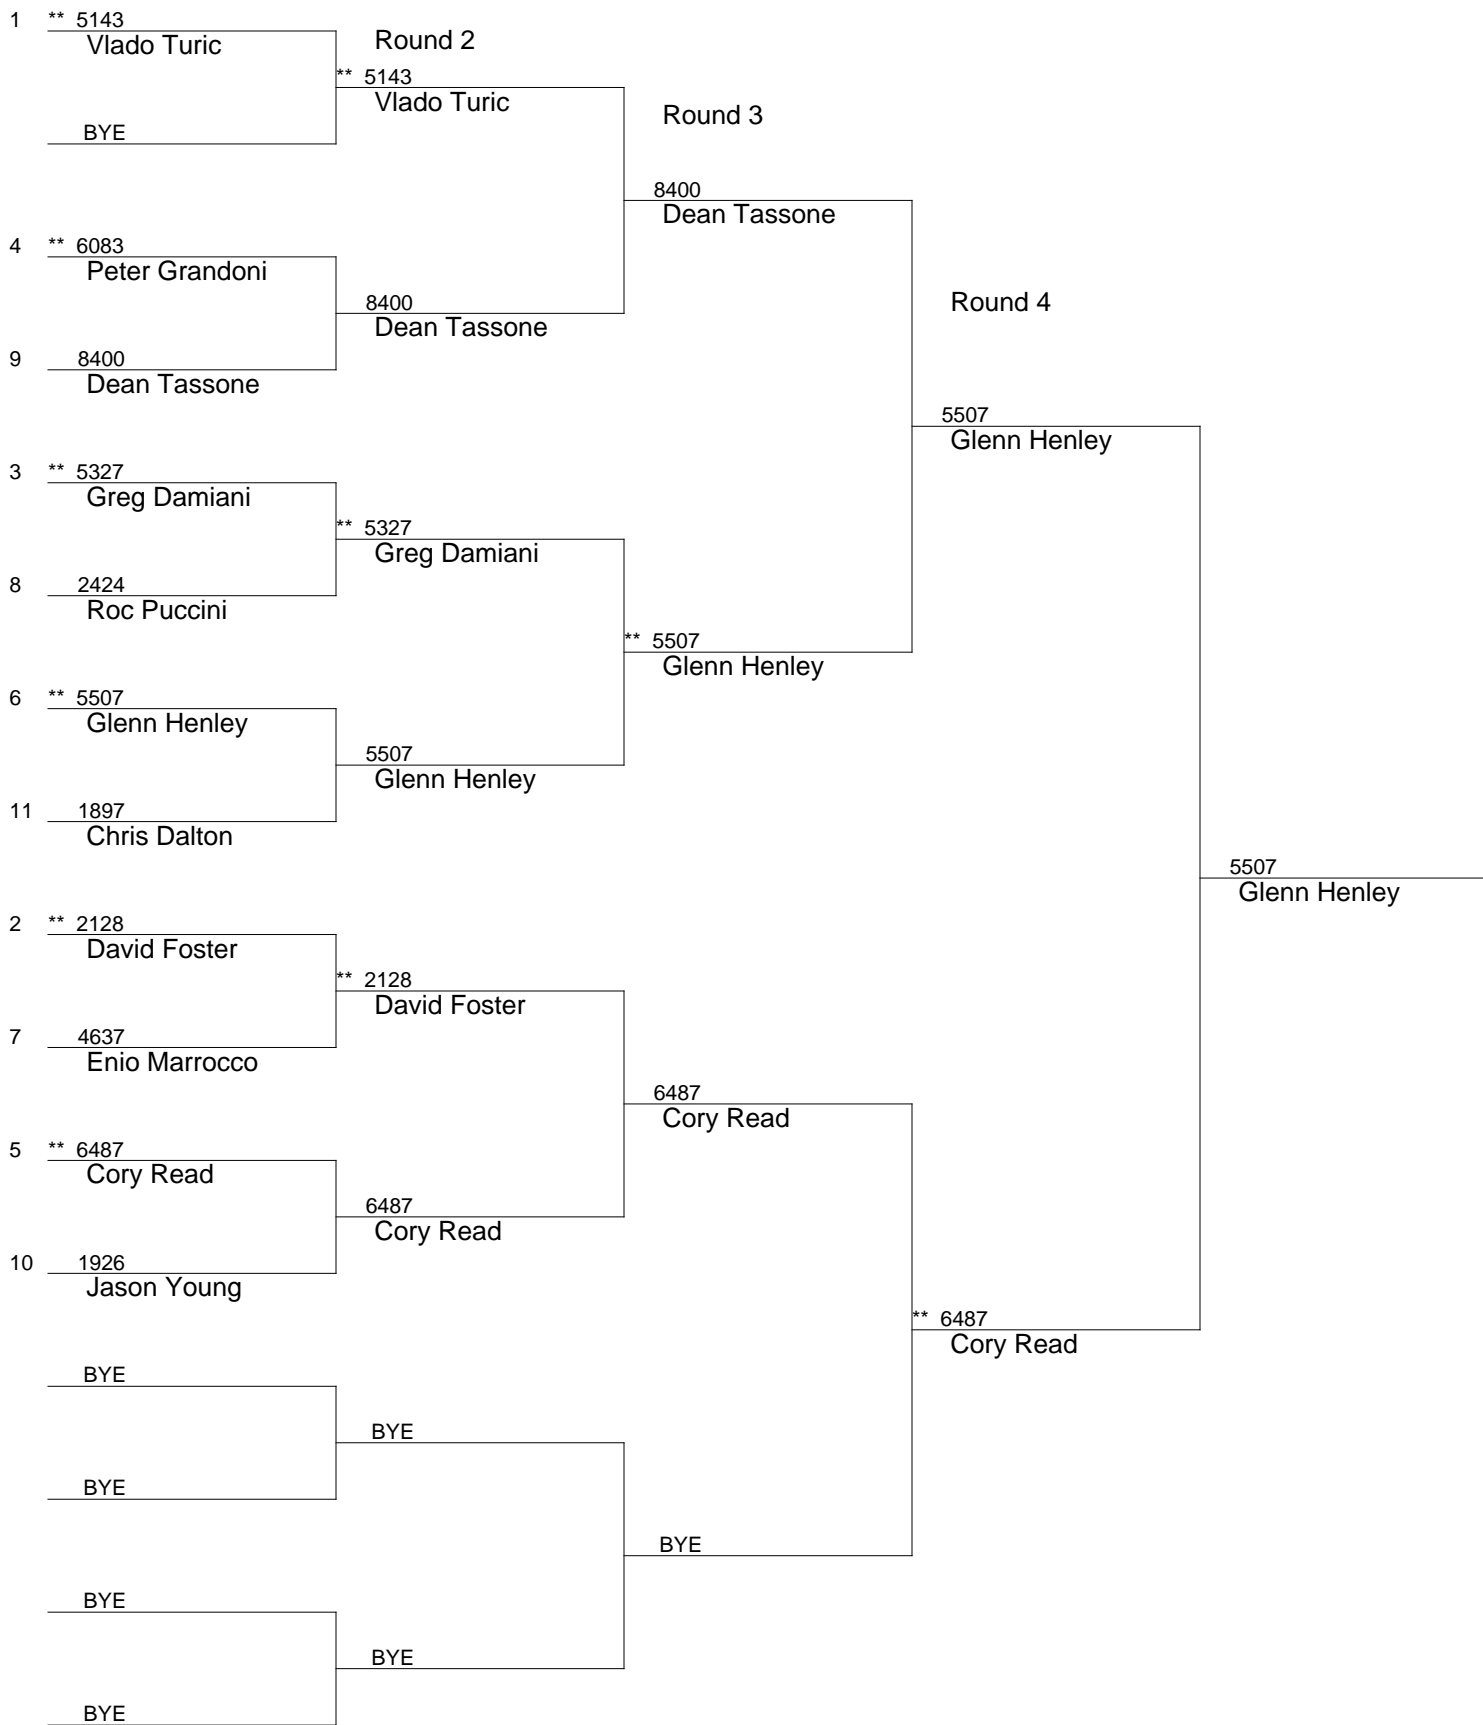 1 ** 5143
Vlado Turic
Round 2
** 5143
Vlado Turic
Round 3
BYE
8400
Dean Tassone
4 ** 6083
Peter Grandoni
8400
Dean Tassone
Round 4
9 8400
Dean Tassone
5507
Glenn Henley
3 ** 5327
Greg Damiani
** 5327
Greg Damiani
8 2424
Roc Puccini
** 5507
Glenn Henley
6 ** 5507
Glenn Henley
5507
Glenn Henley
11 1897
Chris Dalton
5507
Glenn Henley
2 ** 2128
David Foster
** 2128
David Foster
7 4637
Enio Marrocco
6487
Cory Read
5 ** 6487
Cory Read
6487
Cory Read
10 1926
Jason Young
** 6487
Cory Read
BYE
BYE
BYE
BYE
BYE
BYE
BYE